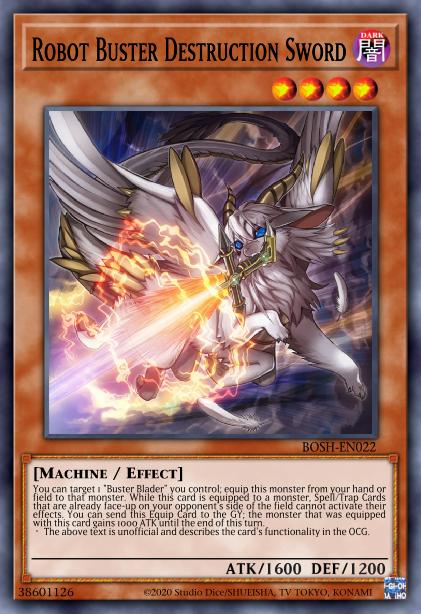 ROBOT BUSTER DESTRUCTION SWORD
DARK
闇
BOSH-EN022
[MACHINE / EFFECT]
You can target 1 "Buster Blader" you control; equip this monster from your hand or
field to that monster. While this card is equipped to a monster, Spell/Trap Cards
that are already face-up on your opponent's side of the field cannot activate their
effects. You can send this Equip Card to the GY; the monster that was equipped
with this card gains 1000 ATK until the end of this turn.
· The above text is unofficial and describes the card's functionality in the OCG.
ATK/1600 DEF/1200
38601126
©2020 Studio Dice/SHUEISHA, TV TOKYO, KONAMI